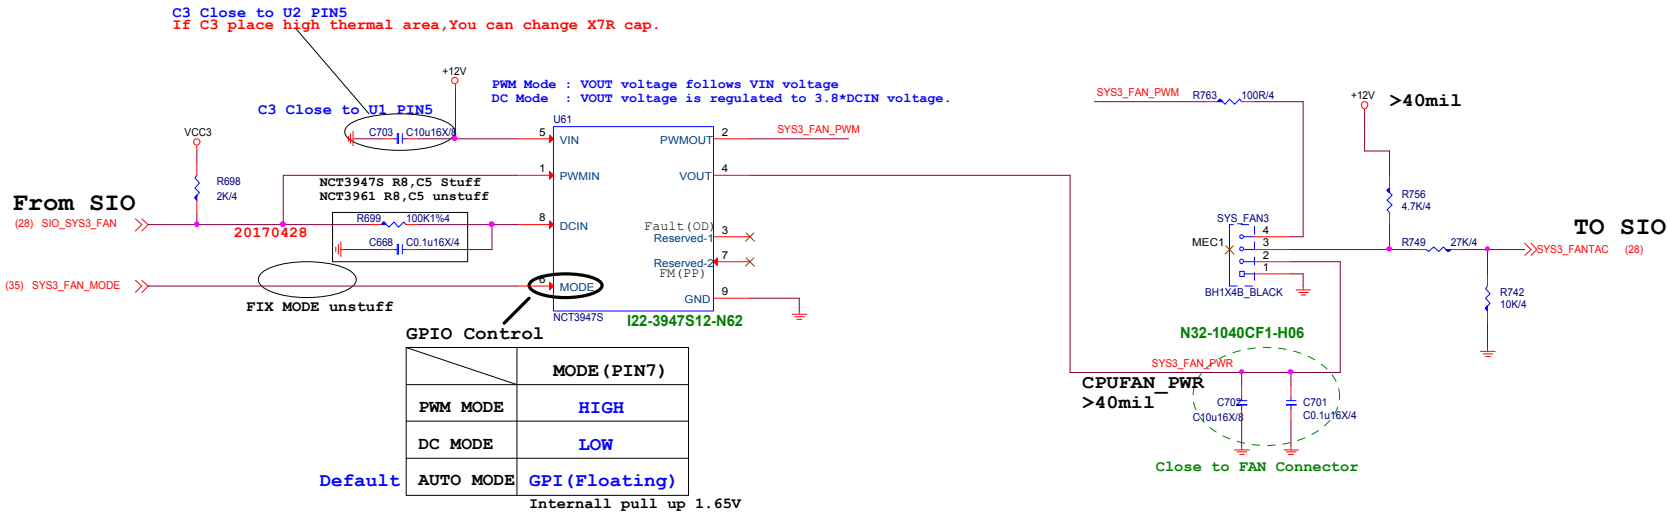 C3 Close to U2 PIN5
If C3 place high thermal area,You can change X7R cap.
+12V
PWM Mode : VOUT voltage follows VIN voltage
DC Mode : VOUT voltage is regulated to 3.8*DCIN voltage.
C3 Close to U1 PIN5
C703 C10u16X/8
VCC3
R698
2K/4
U61
5 VIN
1 PWMIN
8 DCIN
6 MODE
PWMOUT 2
VOUT 4
Fault(OD)
Reserved-1 3
Reserved-2 7
FM(PP)
GND 9
NCT3947S
I22-3947S12-N62
SYS3_FAN_PWM
NCT3947S R8,C5 Stuff
NCT3961 R8,C5 unstuff
R699 100K1%4
C668 C0.1u16X/4
From SIO
(28) SIO_SYS3_FAN
20170428
(35) SYS3_FAN_MODE
FIX MODE unstuff
GPIO Control
MODE(PIN7)
PWM MODE HIGH
DC MODE LOW
Default AUTO MODE GPI(Floating)
Internall pull up 1.65V
SYS3_FAN_PWM
R763 100R/4
+12V >40mil
R756
4.7K/4
SYS_FAN3
MEC1
4
3
2
1
BH1X4B_BLACK
N32-1040CF1-H06
R749 27K/4
TO SIO
SYS3_FANTAC (28)
R742
10K/4
SYS3_FAN_PWR
CPUFAN_PWR
>40mil
C702
C10u16X/8
C701
C0.1u16X/4
Close to FAN Connector